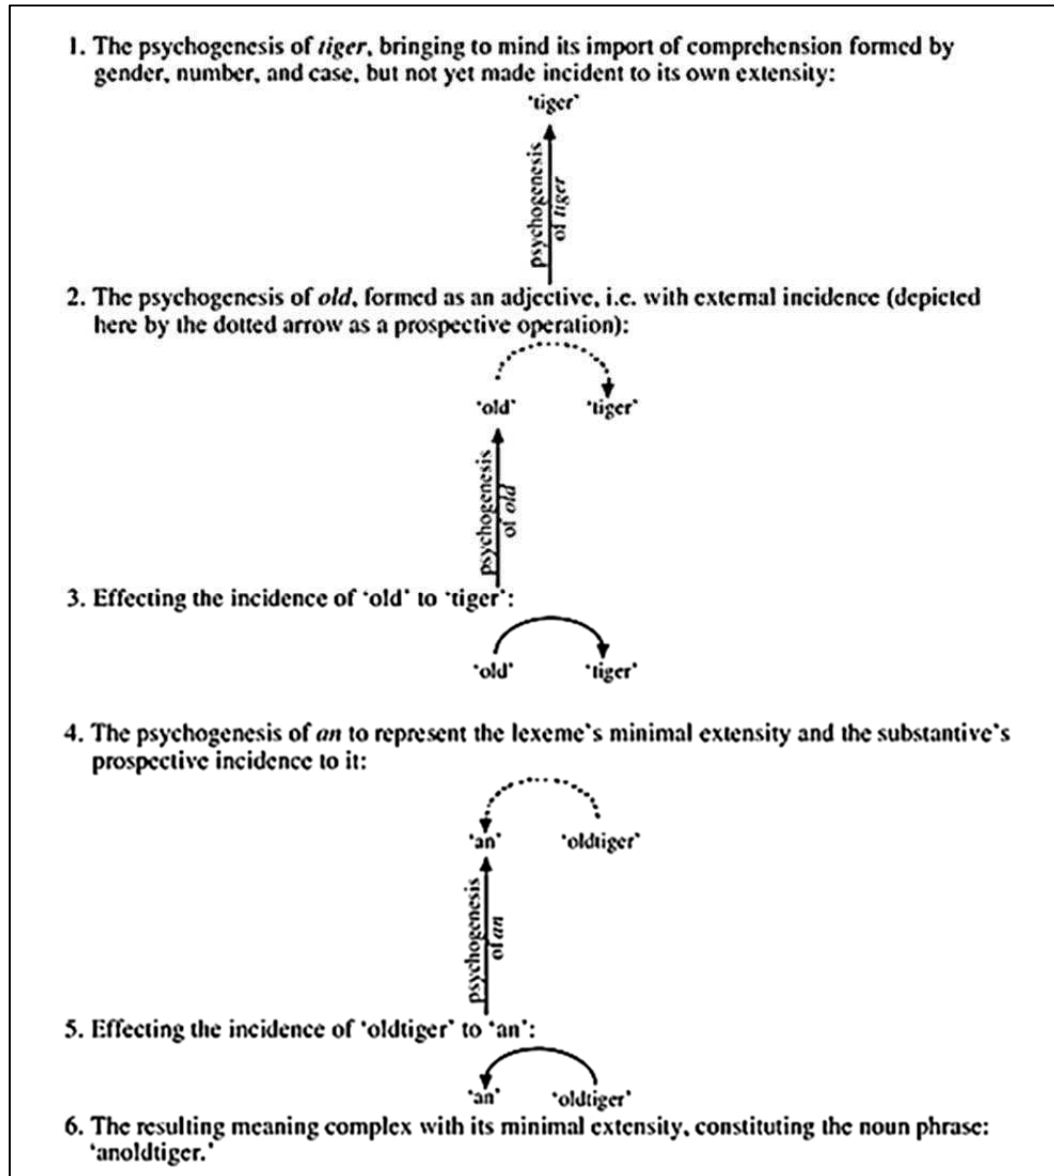 1. The psychogenesis of tiger, bringing to mind its import of comprehension formed by
gender, number, and case, but not yet made incident to its own extensity:
'tiger'
psychogenesis
of tiger
2. The psychogenesis of old, formed as an adjective, i.e. with external incidence (depicted
here by the dotted arrow as a prospective operation):
'old' 'tiger'
psychogenesis
of old
3. Effecting the incidence of 'old' to 'tiger':
'old' 'tiger'
4. The psychogenesis of an to represent the lexeme's minimal extensity and the substantive's
prospective incidence to it:
'an' 'oldtiger'
psychogenesis
of an
5. Effecting the incidence of 'oldtiger' to 'an':
'an' 'oldtiger'
6. The resulting meaning complex with its minimal extensity, constituting the noun phrase:
'anoldtiger.'